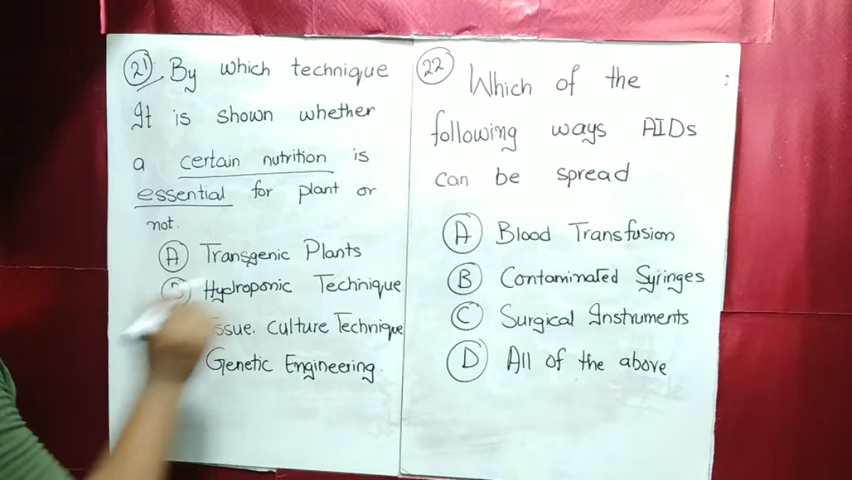 21. By which technique
It is shown whether
a certain nutrition is
essential for plant or
not.
A Transgenic Plants
Hydroponic Technique
issue. Culture Technique
Genetic Engineering.
22 Which of the :
following ways AIDs
can be spread
A Blood Transfusion
B Contaminated Syringes
C Surgical Instruments
D All of the above